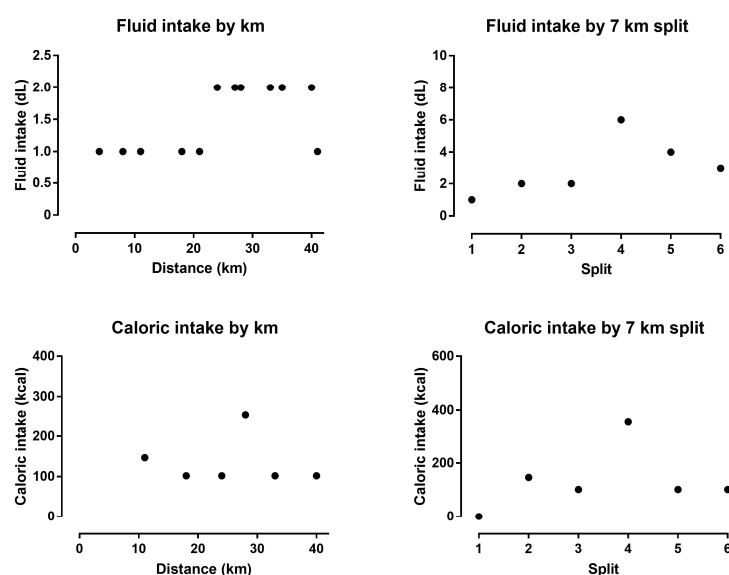 Fluid intake by km
Fluid intake (dL)
2.5
2.0
1.5
1.0
0.5
0
0 10 20 30 40
Distance (km)
Fluid intake by 7 km split
Fluid intake (dL)
10
8
6
4
2
0
1 2 3 4 5 6
Split
Caloric intake by km
Caloric intake (kcal)
400
300
200
100
0
0 10 20 30 40
Distance (km)
Caloric intake by 7 km split
Caloric intake (kcal)
600
400
200
0
1 2 3 4 5 6
Split